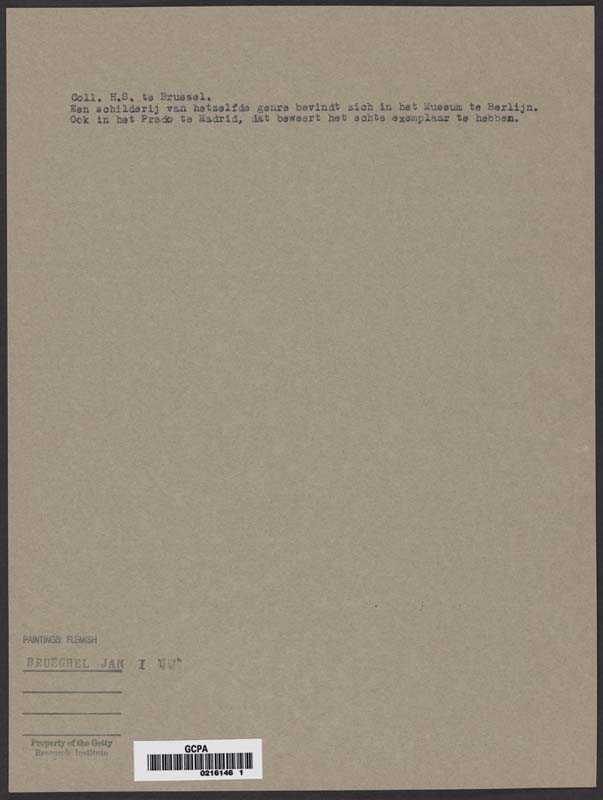 Coll. H.S. te Brussel.
Een schilderij van hetzelfde genre bevindt zich in het Museum te Berlijn.
Ook in het Prado te Madrid, dat beweert het echte exemplaar te hebben.
PAINTINGS: FLEMISH
BRUEGHEL JAN I
Property of the Getty
Research Institute
GCPA
0216146 1